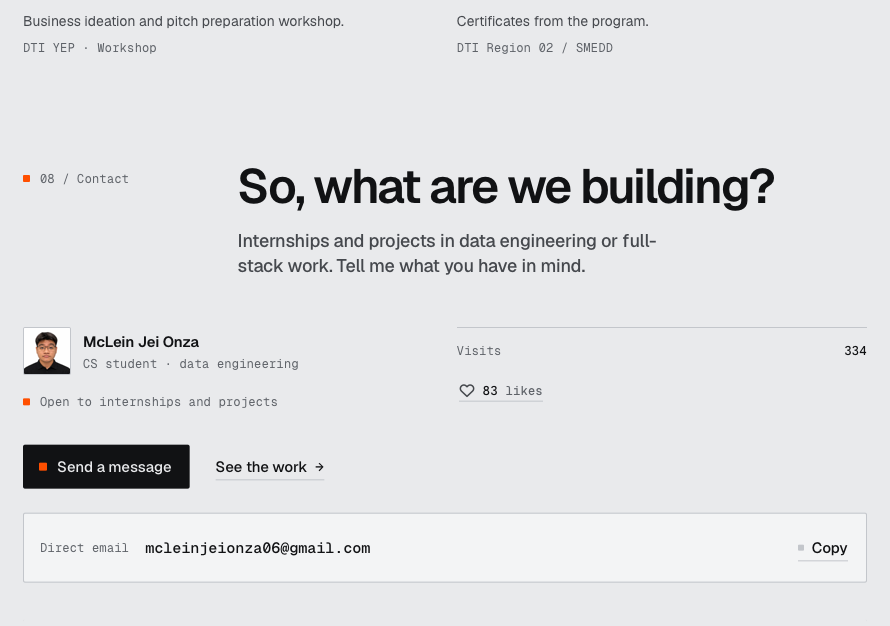 Business ideation and pitch preparation workshop.
DTI YEP · Workshop
Certificates from the program.
DTI Region 02 / SMEDD
08 / Contact
So, what are we building?
Internships and projects in data engineering or full-
stack work. Tell me what you have in mind.
McLein Jei Onza
CS student · data engineering
Open to internships and projects
Visits 334
83 likes
Send a message
See the work →
Direct email mcleinjeionza06@gmail.com
Copy